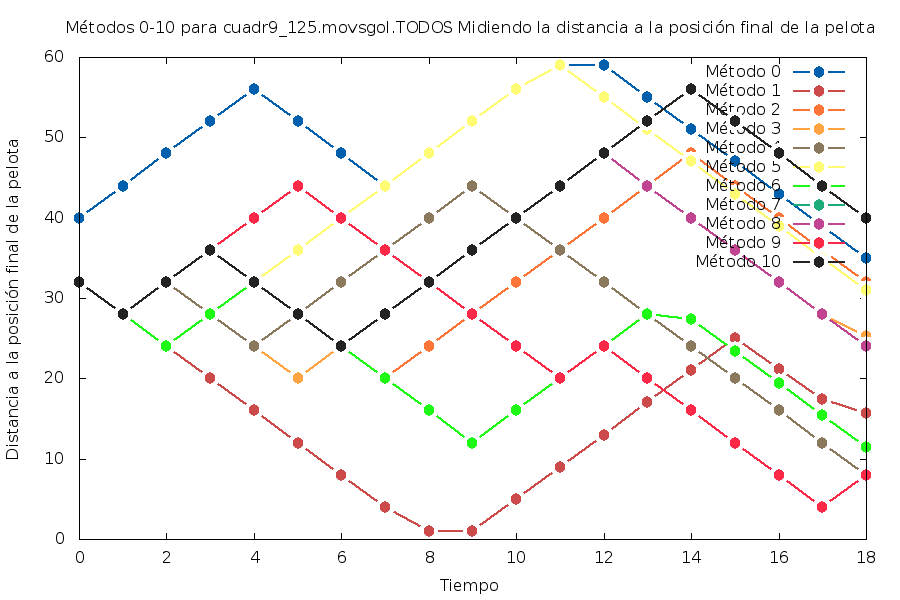 Métodos 0-10 para cuadr9_125.movsgol.TODOS Midiendo la distancia a la posición final de la pelota
60
50
40
30
20
10
0
Distancia a la posición final de la pelota
Método 0
Método 1
Método 2
Método 3
Método 4
Método 5
Método 6
Método 7
Método 8
Método 9
Método 10
0 2 4 6 8 10 12 14 16 18
Tiempo